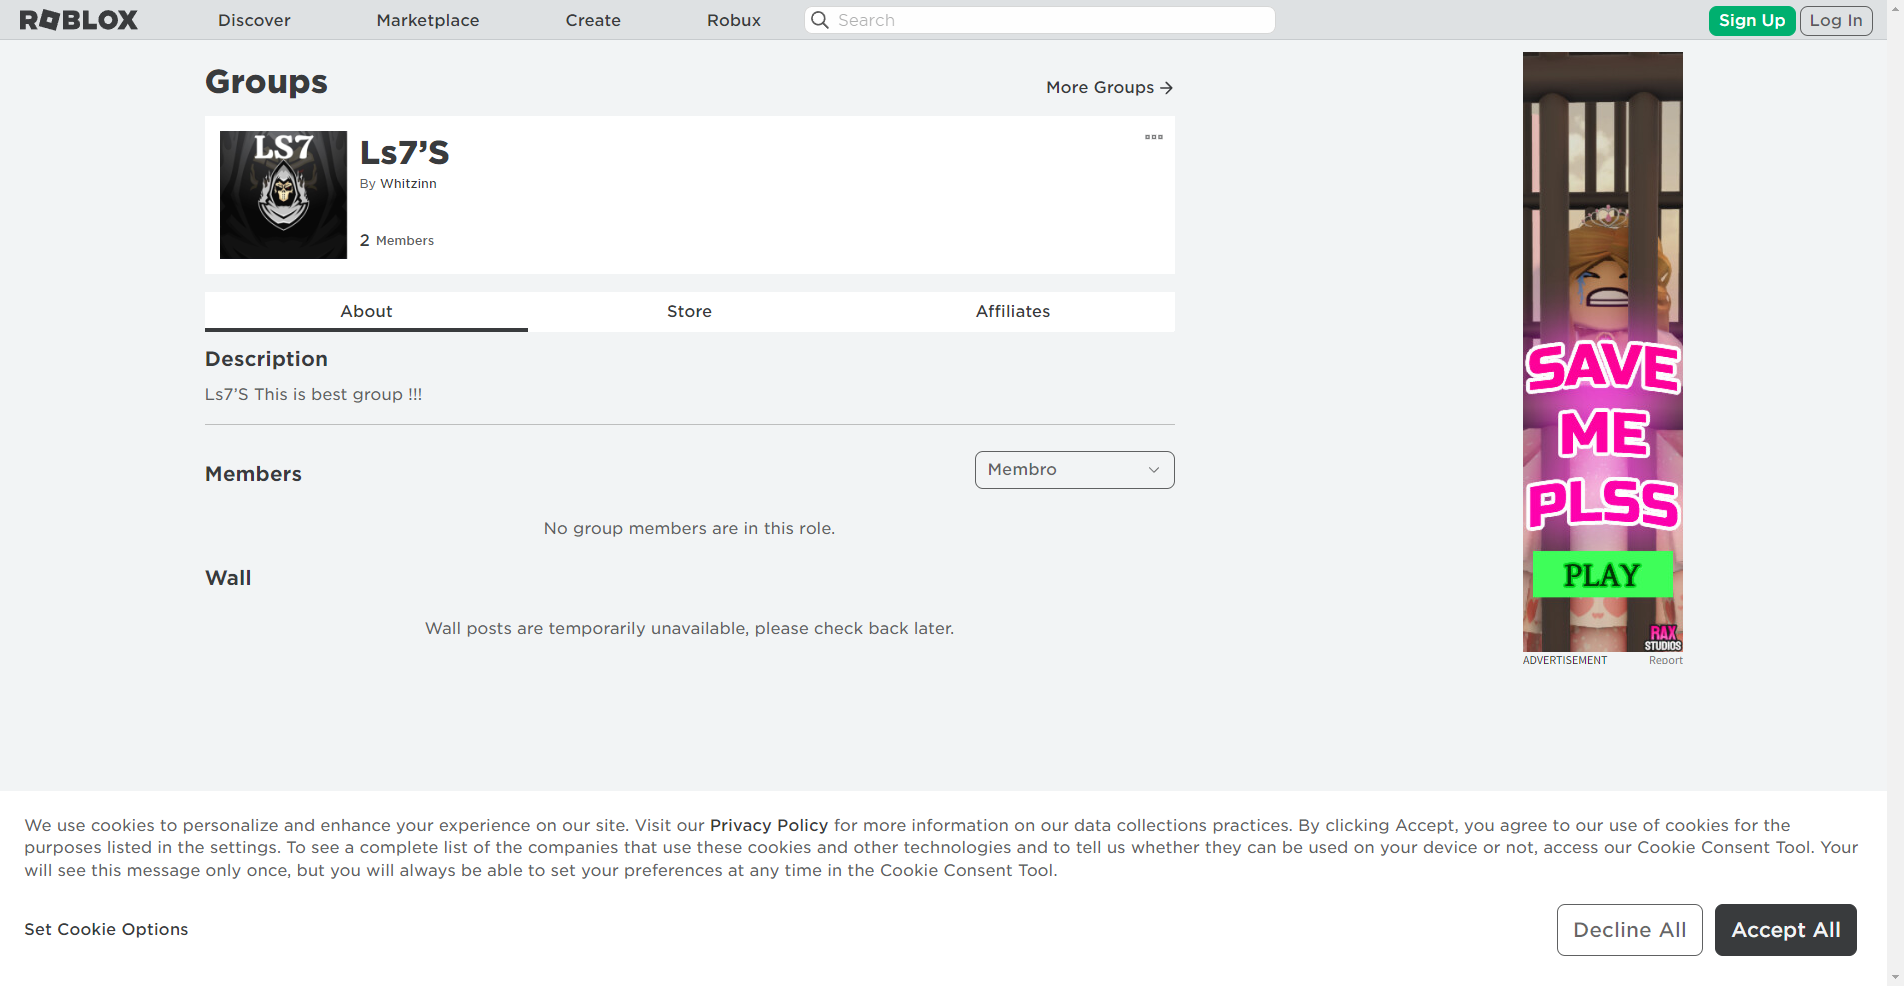 ROBLOX
Discover
Marketplace
Create
Robux
Search
Sign Up
Log In
Groups
More Groups
LS7
Ls7’S
By Whitzinn
2 Members
About
Store
Affiliates
Description
Ls7’S This is best group !!!
Members
Membro
No group members are in this role.
Wall
Wall posts are temporarily unavailable, please check back later.
SAVE
ME
PLSS
PLAY
RAX
STUDIOS
ADVERTISEMENT
Report
We use cookies to personalize and enhance your experience on our site. Visit our Privacy Policy for more information on our data collections practices. By clicking Accept, you agree to our use of cookies for the
purposes listed in the settings. To see a complete list of the companies that use these cookies and other technologies and to tell us whether they can be used on your device or not, access our Cookie Consent Tool. Your
will see this message only once, but you will always be able to set your preferences at any time in the Cookie Consent Tool.
Set Cookie Options
Decline All
Accept All